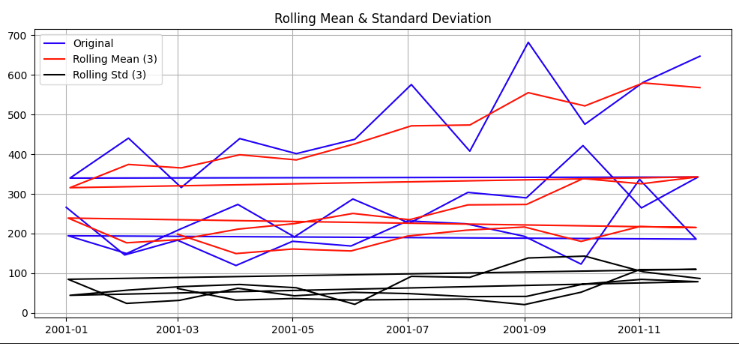 Rolling Mean & Standard Deviation
700
600
500
400
300
200
100
0
Original
Rolling Mean (3)
Rolling Std (3)
2001-01 2001-03 2001-05 2001-07 2001-09 2001-11